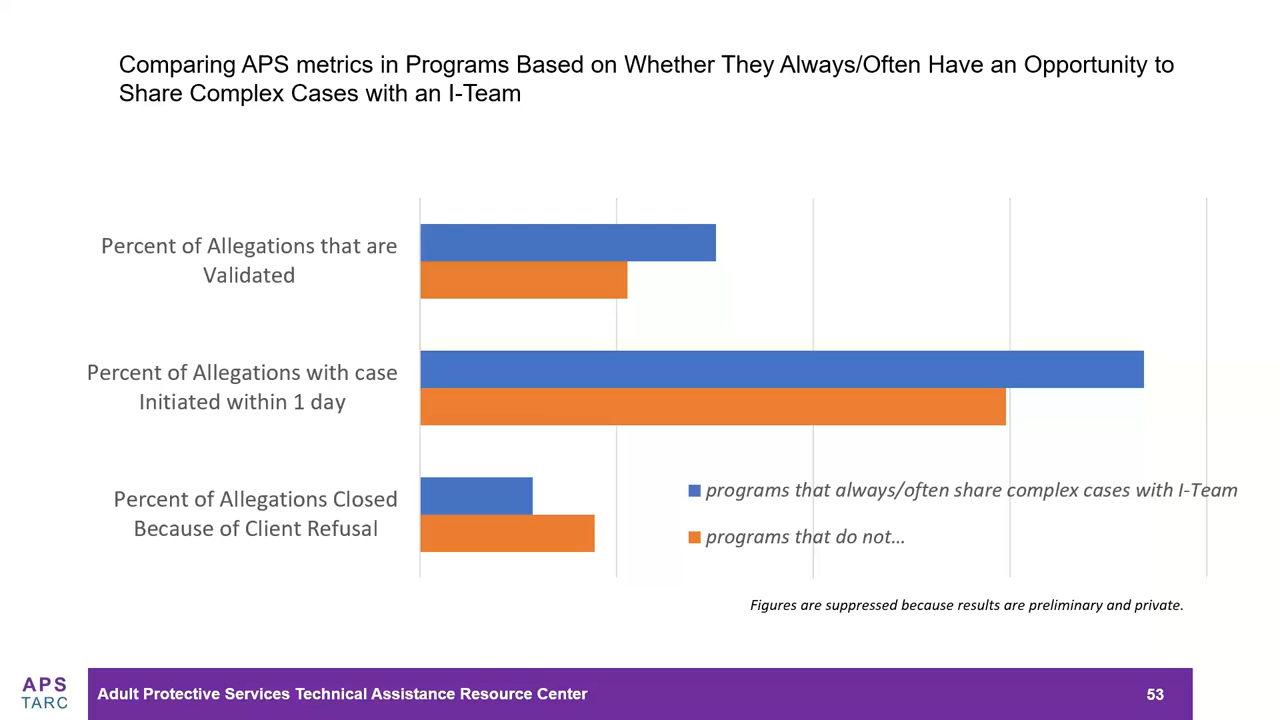 Comparing APS metrics in Programs Based on Whether They Always/Often Have an Opportunity to
Share Complex Cases with an I-Team
Percent of Allegations that are
Validated
Percent of Allegations with case
Initiated within 1 day
Percent of Allegations Closed
Because of Client Refusal
programs that always/often share complex cases with I-Team
programs that do not...
Figures are suppressed because results are preliminary and private.
APS
TARC
Adult Protective Services Technical Assistance Resource Center
53